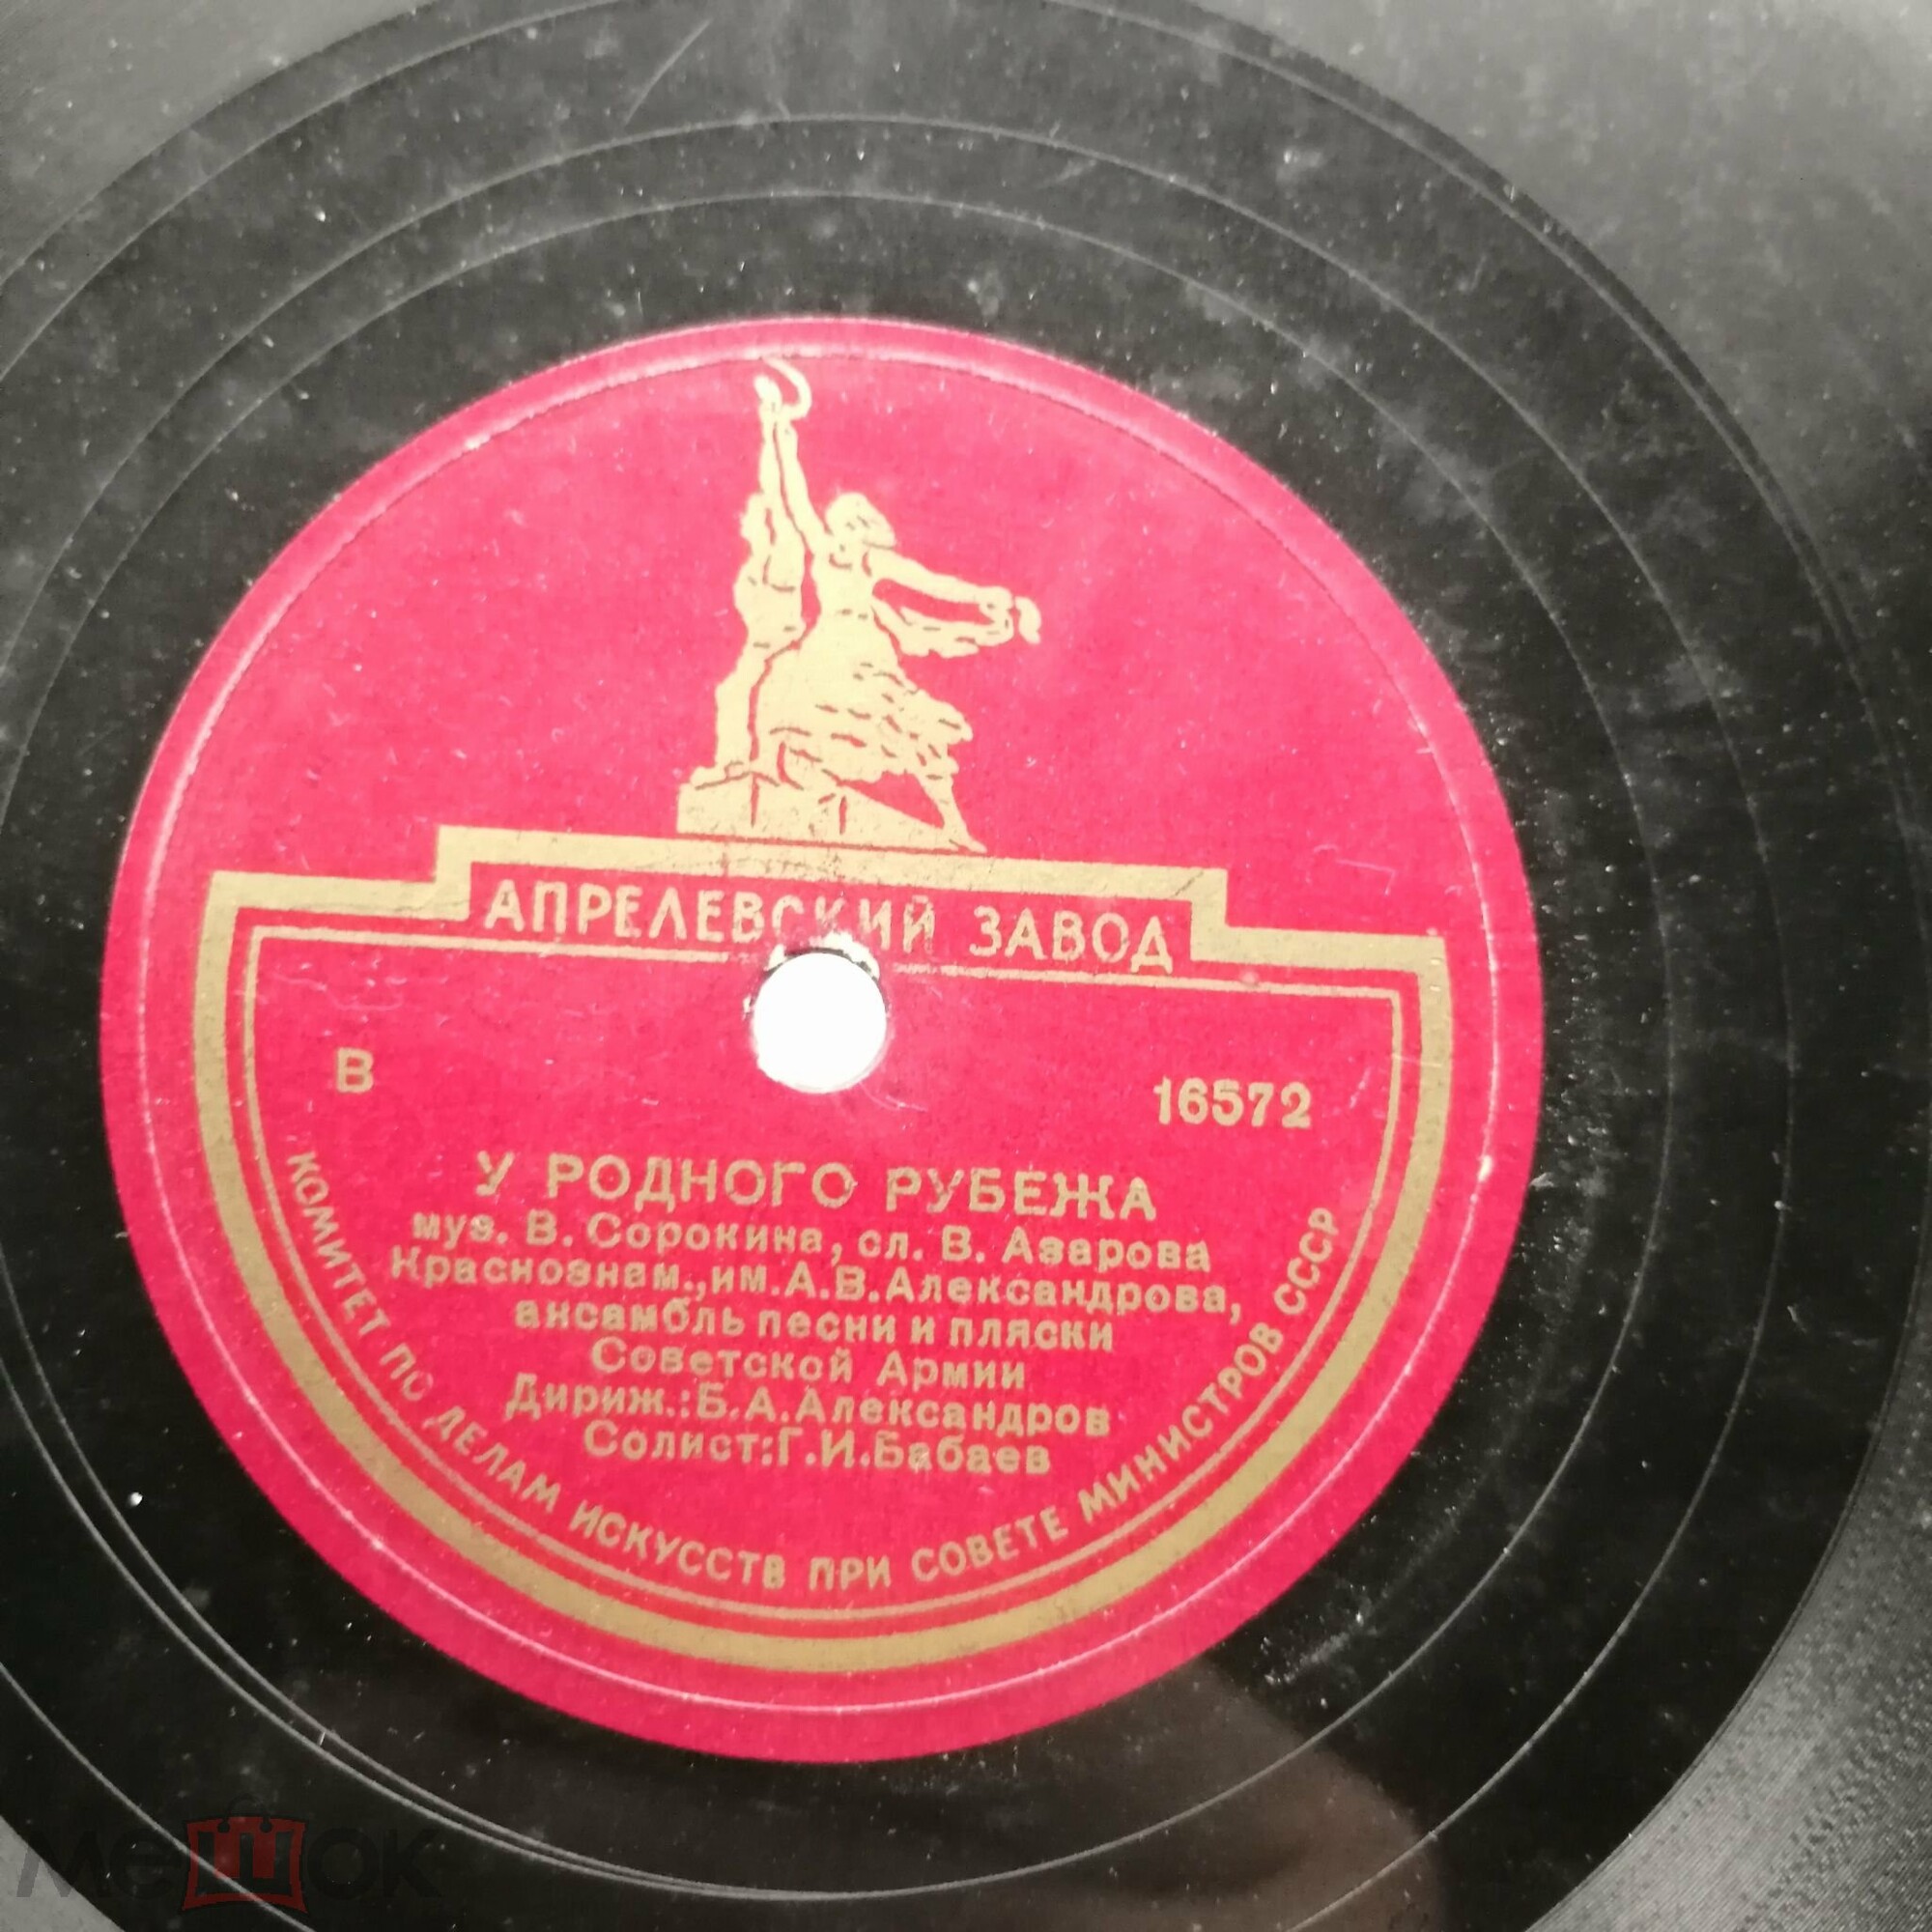 АПРЕЛЕВСКИЙ ЗАВОД
В 16572
У РОДНОГО РУБЕЖА
муз. В. Сорокина, сл. В. Азарова
Краснознам., им. А.В.Александрова,
ансамбль песни и пляски
Советской Армии
Дириж.: Б.А.Александров
Солист: Г.И.Бабаев
КОМИТЕТ ПО ДЕЛАМ ИСКУССТВ ПРИ СОВЕТЕ МИНИСТРОВ СССР
мешок